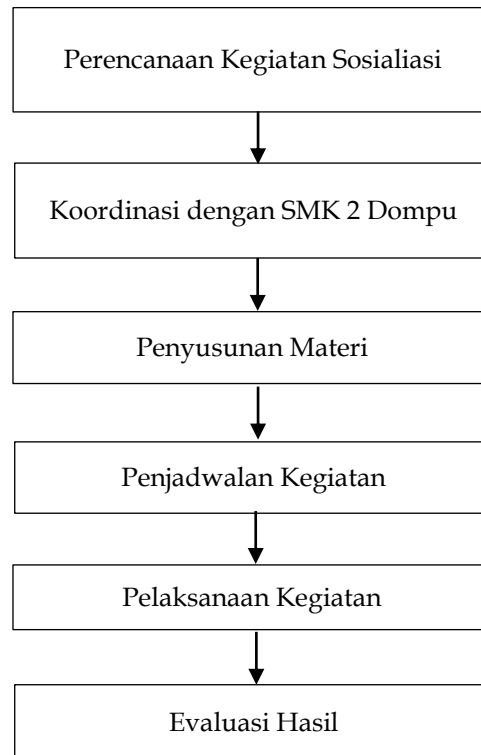 Perencanaan Kegiatan Sosialiasi
Koordinasi dengan SMK 2 Dompu
Penyusunan Materi
Penjadwalan Kegiatan
Pelaksanaan Kegiatan
Evaluasi Hasil